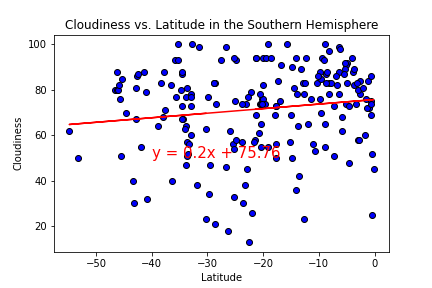 Cloudiness vs. Latitude in the Southern Hemisphere
100
80
60
40
20
Cloudiness
y = 0.2x + 75.76
−50
−40
−30
−20
−10
0
Latitude